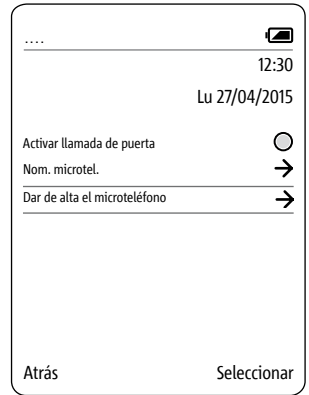 ....
12:30
Lu 27/04/2015
Activar llamada de puerta
Nom. microtel.
Dar de alta el microteléfono
Atrás Seleccionar